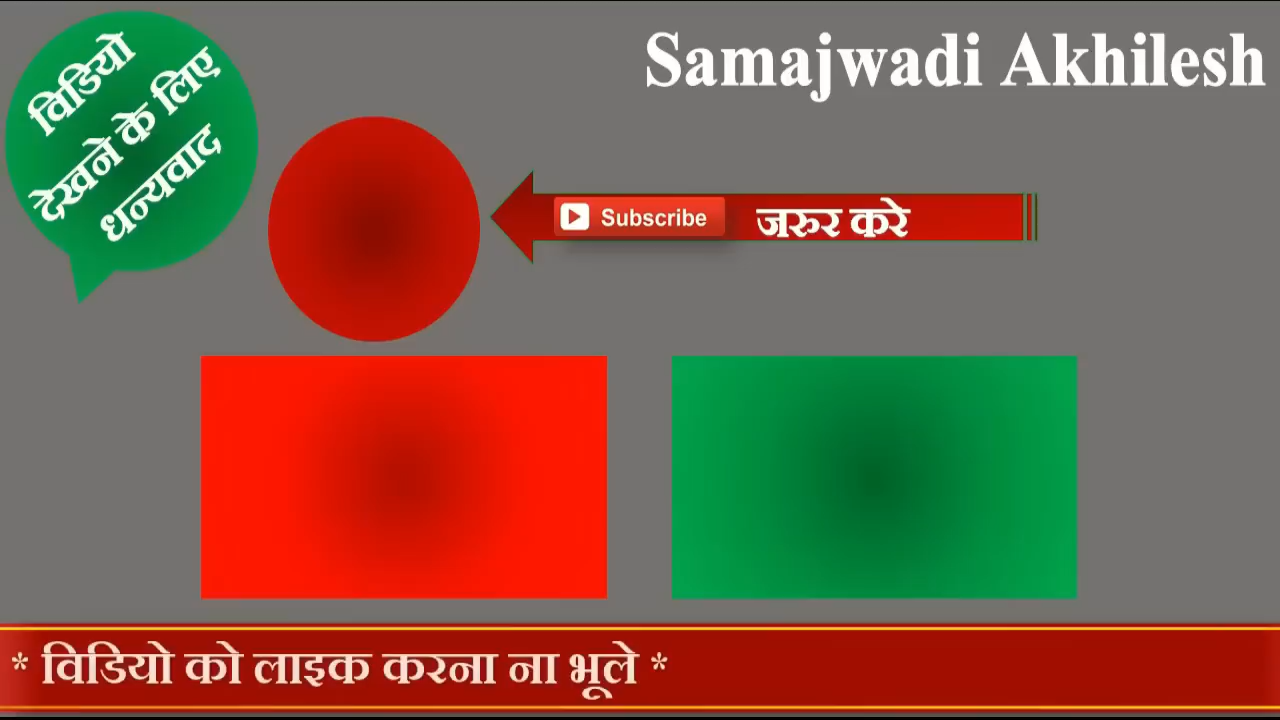 विडियो
देखने के लिए
धन्यवाद
Samajwadi Akhilesh
Subscribe जरुर करे
* विडियो को लाइक करना ना भूले *